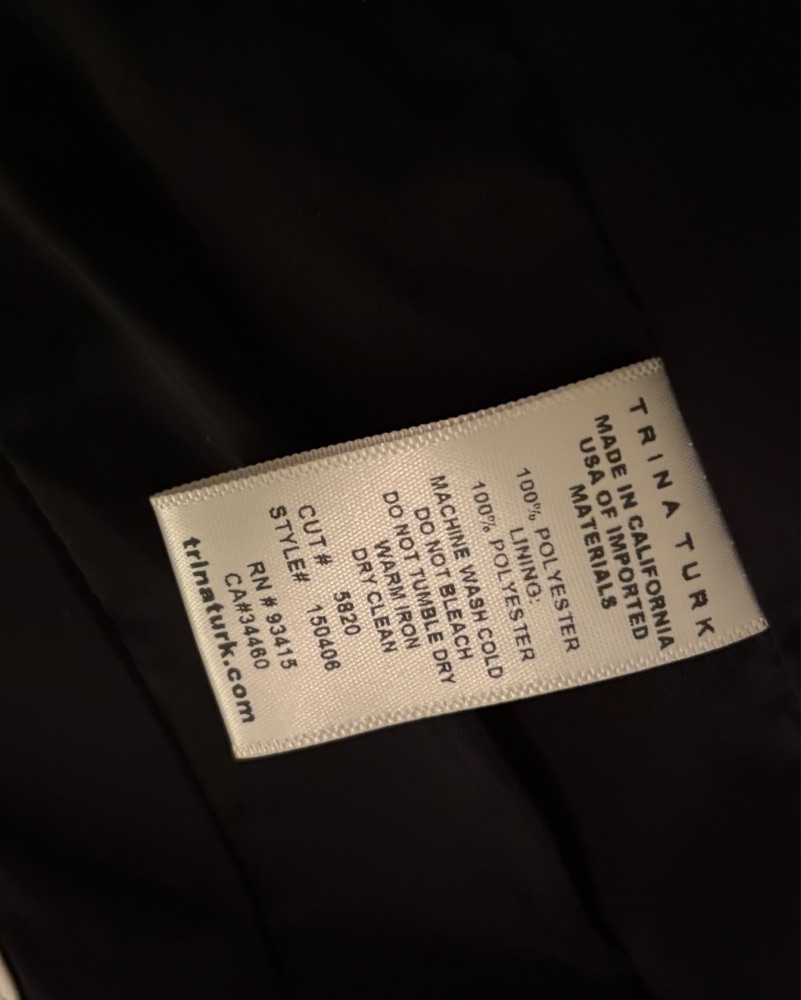 TRINA TURK
MADE IN CALIFORNIA
USA OF IMPORTED
MATERIALS
100% POLYESTER
LINING:
100% POLYESTER
MACHINE WASH COLD
DO NOT BLEACH
DO NOT TUMBLE DRY
WARM IRON
DRY CLEAN
CUT# 5820
STYLE# 150406
RN # 93415
CA#34460
trinaturk.com